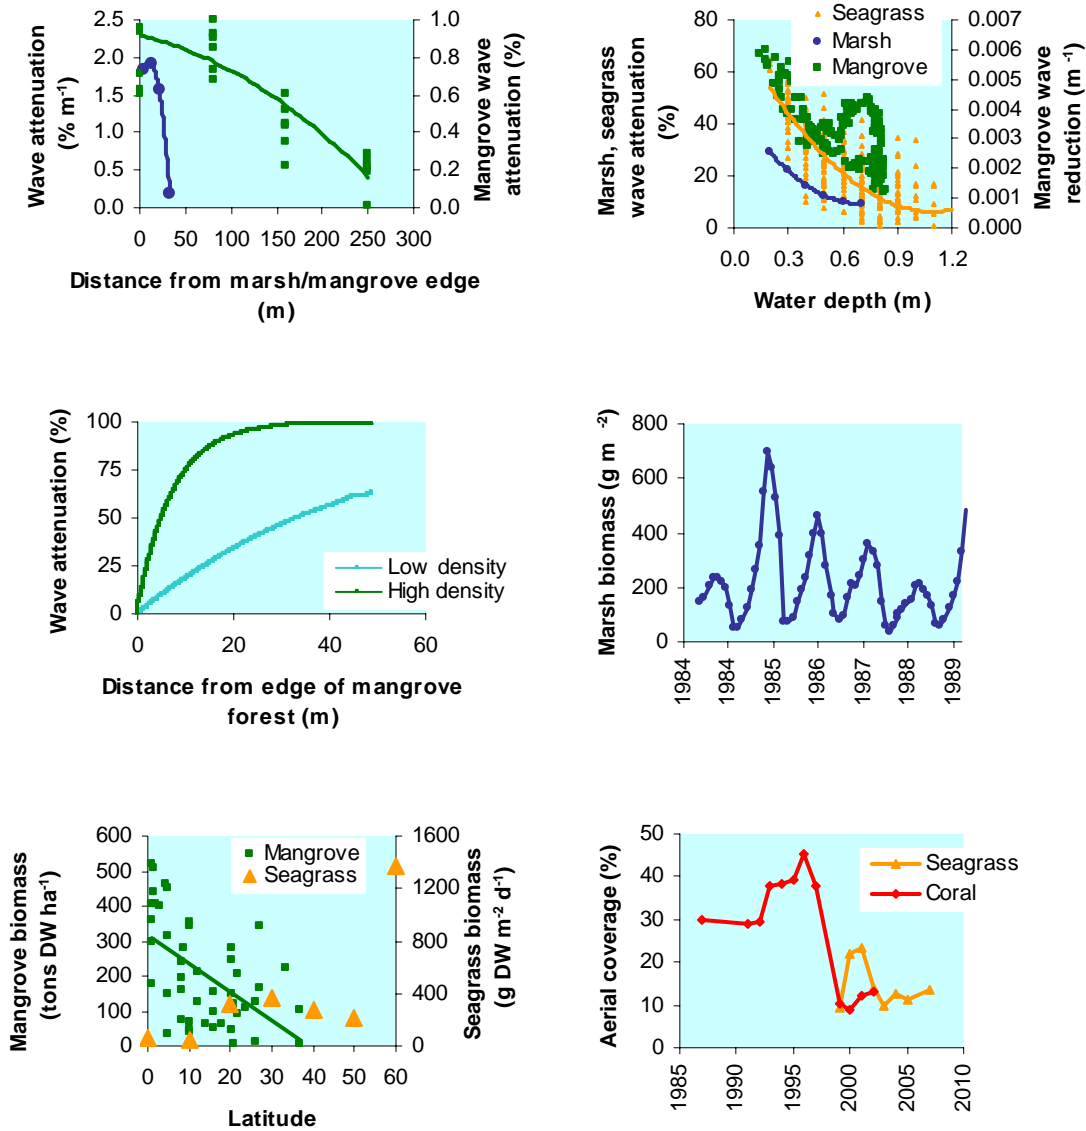 Wave attenuation
(% m⁻¹)
2.5
2.0
1.5
1.0
0.5
0.0
1.0
0.8
0.6
0.4
0.2
0.0
Mangrove wave
attenuation (%)
0 50 100 150 200 250 300
Distance from marsh/mangrove edge
(m)
Marsh, seagrass
wave attenuation
(%)
80
60
40
20
0
Seagrass
Marsh
Mangrove
0.007
0.006
0.005
0.004
0.003
0.002
0.001
0.000
Mangrove wave
reduction (m⁻¹)
0.0 0.3 0.6 0.9 1.2
Water depth (m)
Wave attenuation (%)
100
75
50
25
0
Low density
High density
0 20 40 60
Distance from edge of mangrove
forest (m)
Marsh biomass (g m ⁻²)
800
600
400
200
0
1984 1984 1985 1986 1987 1988 1989
Mangrove biomass
(tons DW ha⁻¹)
600
500
400
300
200
100
0
Mangrove
Seagrass
1600
1200
800
400
0
Seagrass biomass
(g DW m⁻² d⁻¹)
0 10 20 30 40 50 60
Latitude
Aerial coverage (%)
50
40
30
20
10
0
Seagrass
Coral
1985 1990 1995 2000 2005 2010